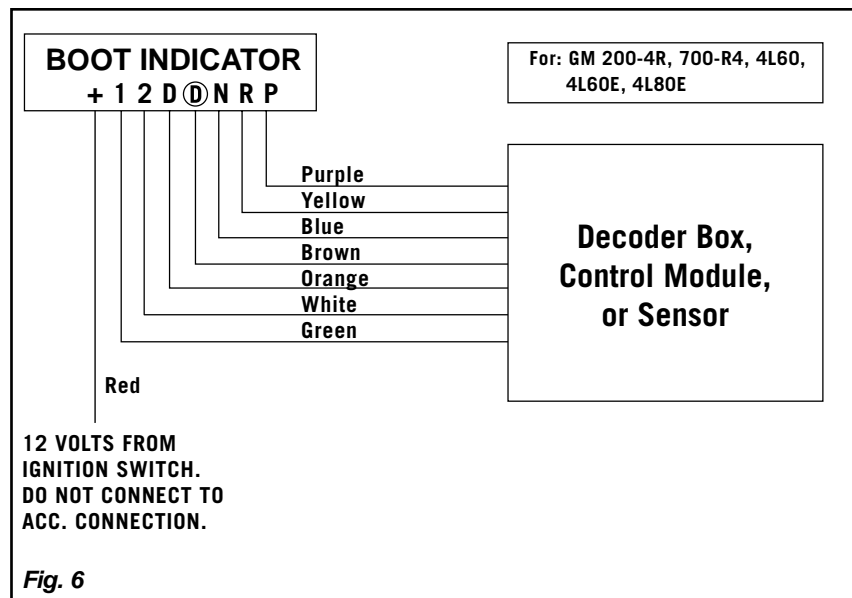 BOOT INDICATOR
+ 1 2 D Ⓓ N R P
For: GM 200-4R, 700-R4, 4L60,
4L60E, 4L80E
Purple
Yellow
Blue
Brown
Orange
White
Green
Decoder Box,
Control Module,
or Sensor
Red
12 VOLTS FROM
IGNITION SWITCH.
DO NOT CONNECT TO
ACC. CONNECTION.
Fig. 6